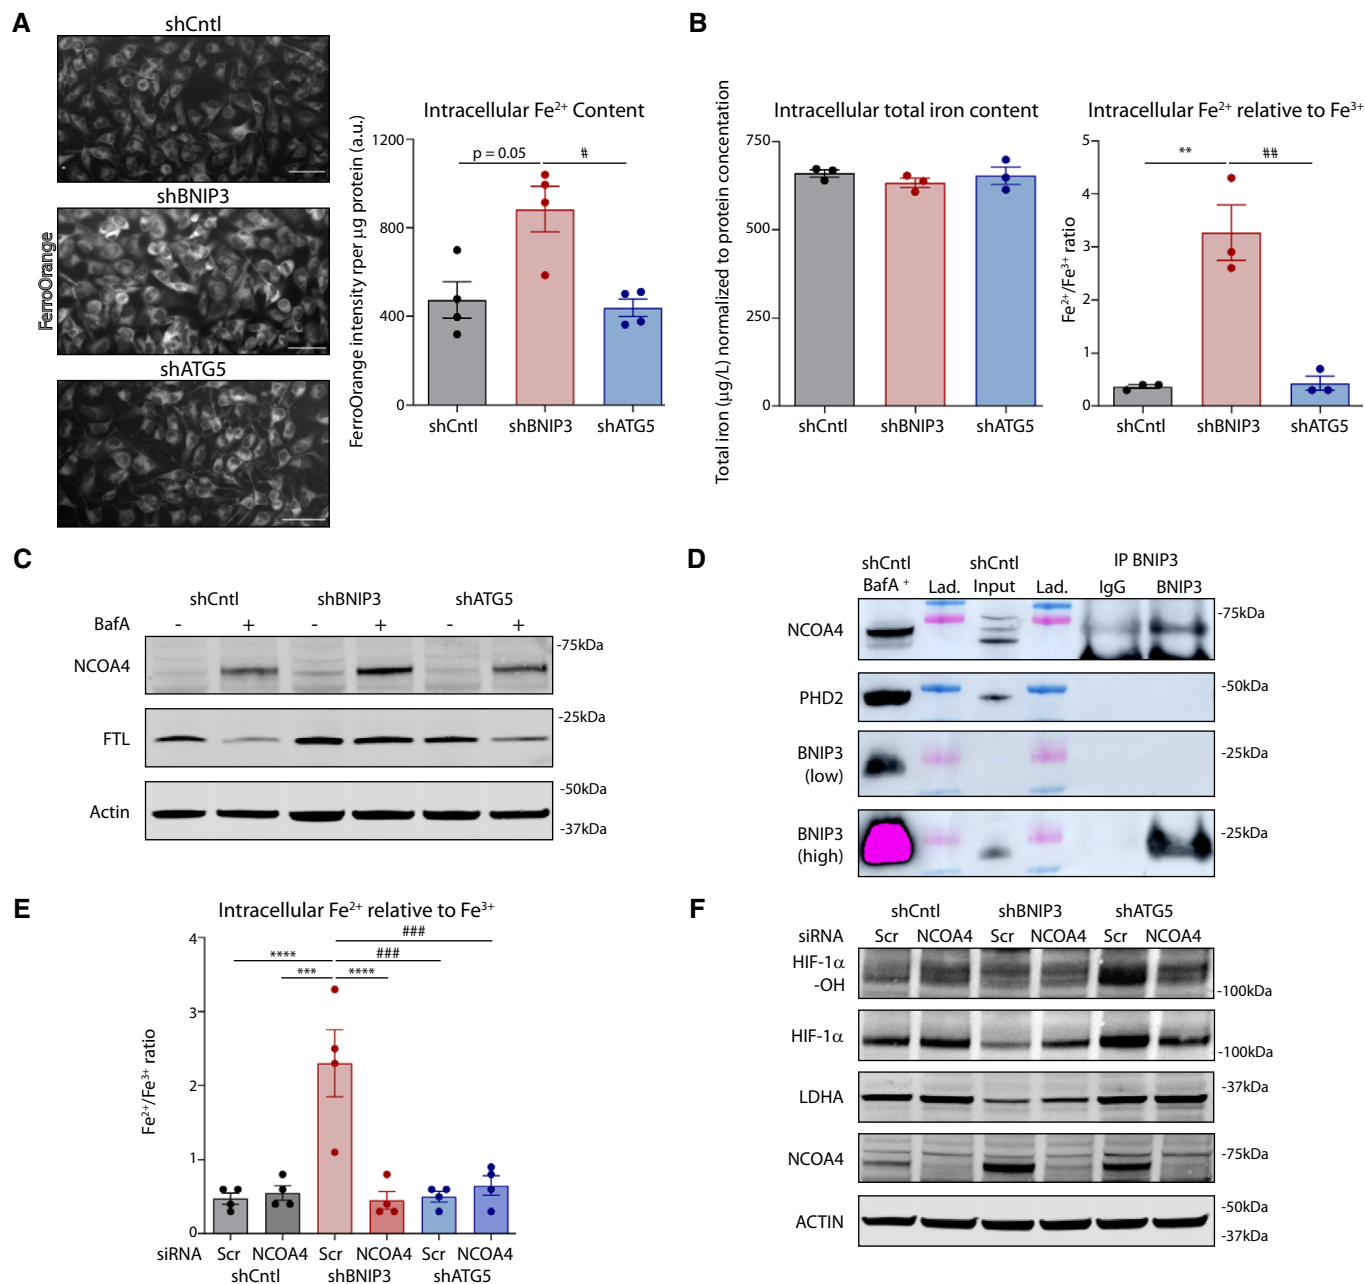 A
shCntl
shBNIP3
shATG5
FerroOrange
Intracellular Fe²⁺ Content
FerroOrange intensity rper µg protein (a.u.)
1200
800
400
0
p = 0.05
#
shCntl shBNIP3 shATG5
B
Intracellular total iron content
Total iron (µg/L) normalized to protein concentation
750
500
250
0
shCntl shBNIP3 shATG5
Intracellular Fe²⁺ relative to Fe³⁺
Fe²⁺/Fe³⁺ ratio
5
4
3
2
1
0
** ##
shCntl shBNIP3 shATG5
C
shCntl shBNIP3 shATG5
BafA - + - + - +
NCOA4
-75kDa
FTL
-25kDa
Actin
-50kDa
-37kDa
D
shCntl shCntl IP BNIP3
BafA ⁺ Lad. Input Lad. IgG BNIP3
NCOA4
-75kDa
PHD2
-50kDa
BNIP3
(low)
-25kDa
BNIP3
(high)
-25kDa
E
Intracellular Fe²⁺ relative to Fe³⁺
Fe²⁺/Fe³⁺ ratio
4
3
2
1
0
###
**** ###
*** ****
siRNA Scr NCOA4 Scr NCOA4 Scr NCOA4
shCntl shBNIP3 shATG5
F
shCntl shBNIP3 shATG5
siRNA Scr NCOA4 Scr NCOA4 Scr NCOA4
HIF-1α
-OH
-100kDa
HIF-1α
-100kDa
LDHA
-37kDa
NCOA4
-75kDa
ACTIN
-50kDa
-37kDa